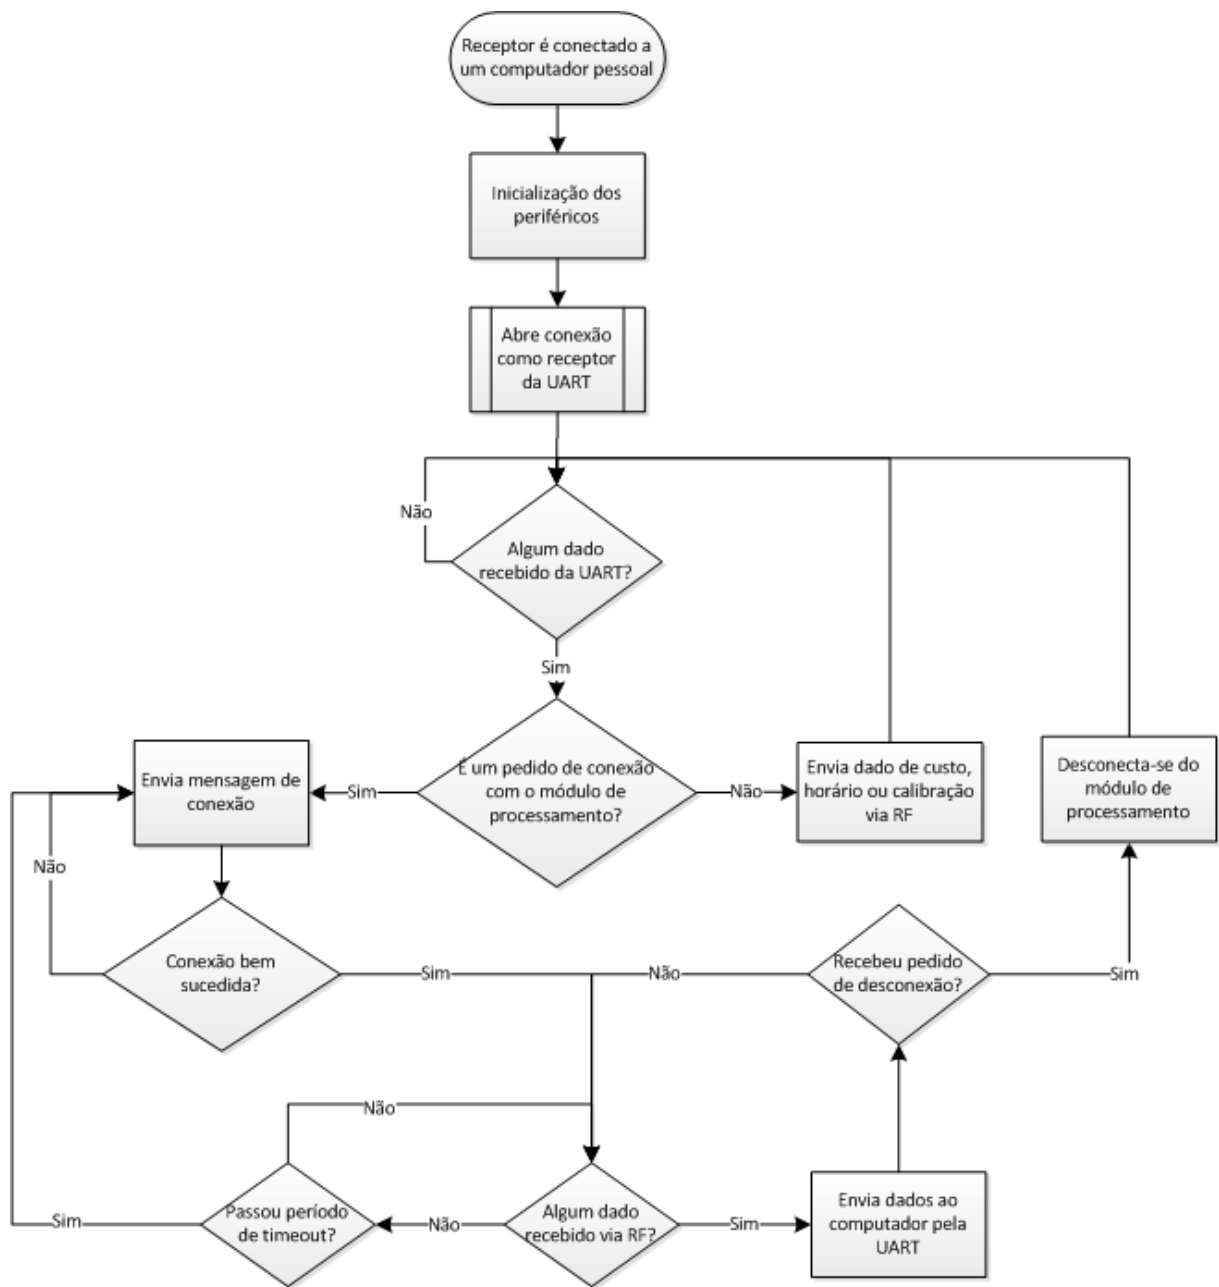 Receptor é conectado a
um computador pessoal
Inicialização dos
periféricos
Abre conexão
como receptor
da UART
Não
Algum dado
recebido da UART?
Sim
Envia mensagem de
conexão
Sim
É um pedido de conexão
com o módulo de
processamento?
Não
Envia dado de custo,
horário ou calibração
via RF
Desconecta-se do
módulo de
processamento
Não
Conexão bem
sucedida?
Sim
Não
Recebeu pedido
de desconexão?
Sim
Não
Sim
Passou período
de timeout?
Não
Algum dado
recebido via RF?
Sim
Envia dados ao
computador pela
UART